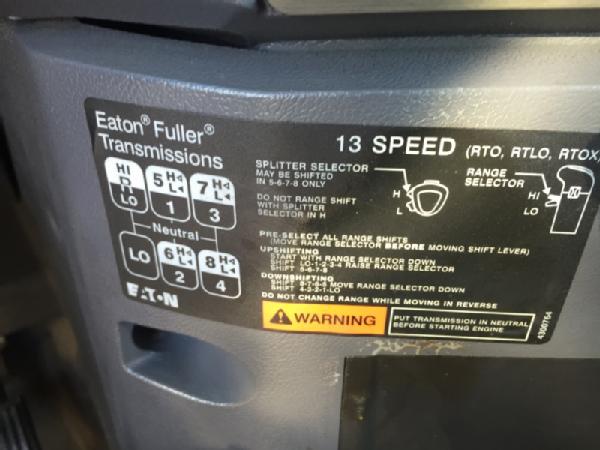 Eaton® Fuller®
Transmissions
13 SPEED (RTO, RTLO, RTOX)
HI
R
LO
5 H
L
1
7 H
L
3
Neutral
LO
6 H
L
2
8 H
L
4
EATON
SPLITTER SELECTOR
MAY BE SHIFTED
IN 5-6-7-8 ONLY
DO NOT RANGE SHIFT
WITH SPLITTER
SELECTOR IN H
H
L
RANGE
SELECTOR
HI
LO
PRE-SELECT ALL RANGE SHIFTS
(MOVE RANGE SELECTOR BEFORE MOVING SHIFT LEVER)
UPSHIFTING
START WITH RANGE SELECTOR DOWN
SHIFT LO-1-2-3-4 RAISE RANGE SELECTOR
SHIFT 5-6-7-8
DOWNSHIFTING
SHIFT 8-7-6-5 MOVE RANGE SELECTOR DOWN
SHIFT 4-3-2-1-LO
DO NOT CHANGE RANGE WHILE MOVING IN REVERSE
WARNING
PUT TRANSMISSION IN NEUTRAL
BEFORE STARTING ENGINE